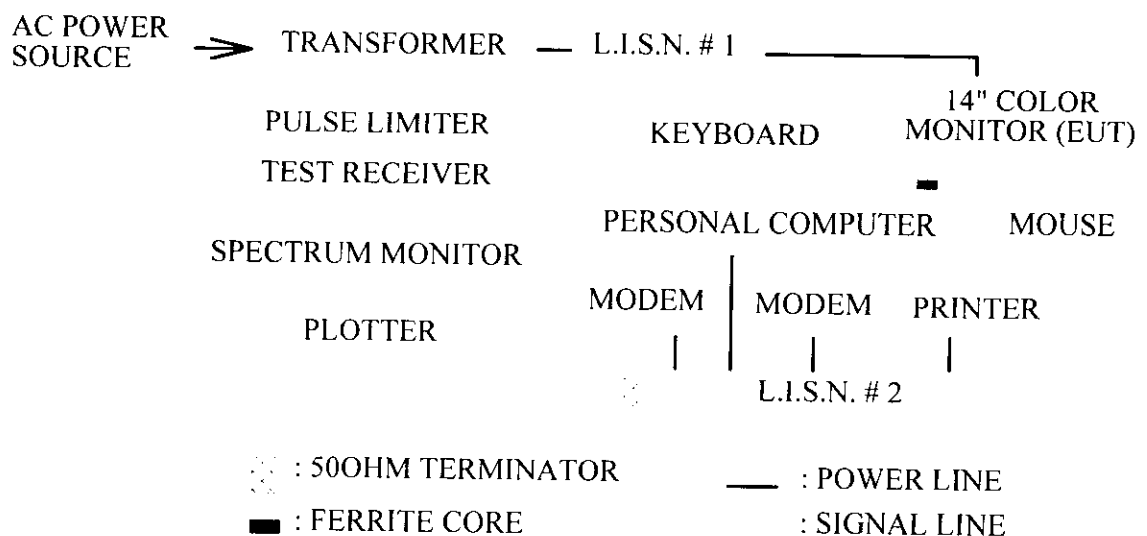 AC POWER
SOURCE
TRANSFORMER
L.I.S.N. # 1
14" COLOR
MONITOR (EUT)
PULSE LIMITER
KEYBOARD
TEST RECEIVER
PERSONAL COMPUTER
MOUSE
SPECTRUM MONITOR
MODEM
MODEM
PRINTER
PLOTTER
L.I.S.N. # 2
: 50OHM TERMINATOR
: POWER LINE
: FERRITE CORE
: SIGNAL LINE